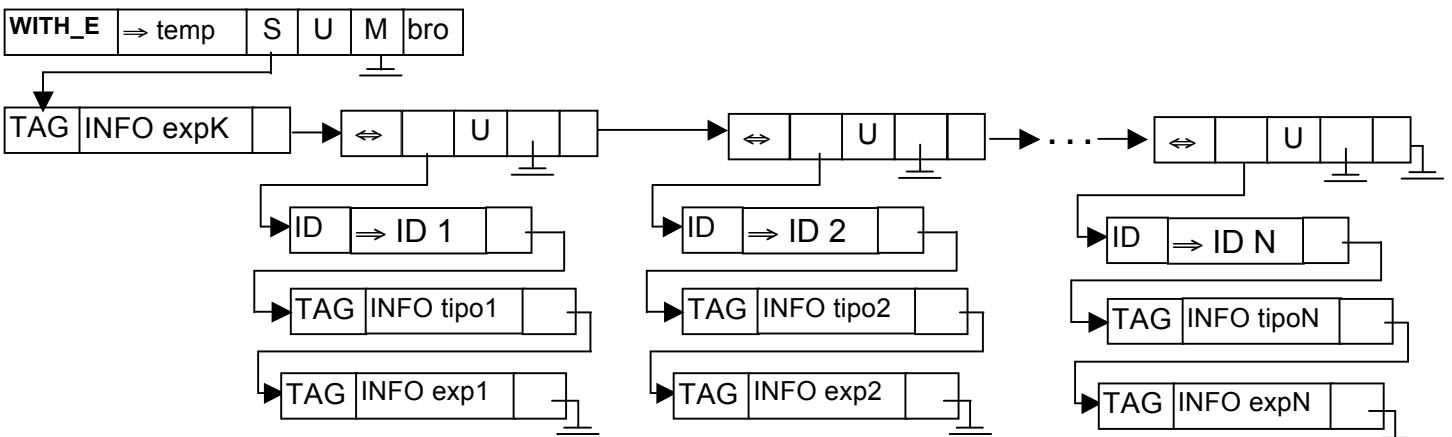 WITH_E ⇒ temp S U M bro
TAG INFO expK ⇔ U ⇔ U . . . ⇔ U
ID ⇒ ID 1 ID ⇒ ID 2 ID ⇒ ID N
TAG INFO tipo1 TAG INFO tipo2 TAG INFO tipoN
TAG INFO exp1 TAG INFO exp2 TAG INFO expN